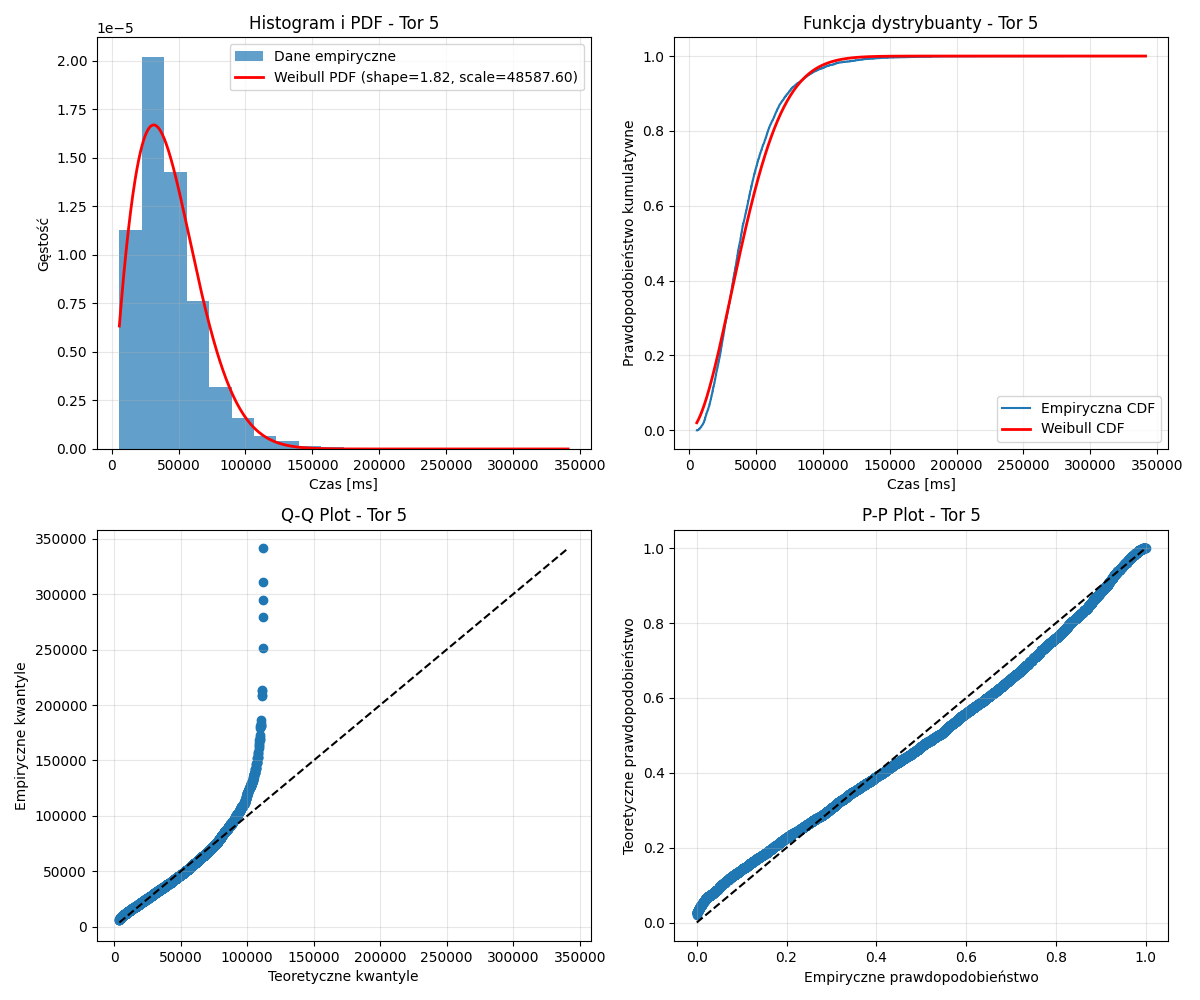 Histogram i PDF - Tor 5
1e−5
Dane empiryczne
Weibull PDF (shape=1.82, scale=48587.60)
2.00
1.75
1.50
1.25
1.00
0.75
0.50
0.25
0.00
Gęstość
0 50000 100000 150000 200000 250000 300000 350000
Czas [ms]
Funkcja dystrybuanty - Tor 5
1.0
0.8
0.6
0.4
0.2
0.0
Prawdopodobieństwo kumulatywne
Empiryczna CDF
Weibull CDF
0 50000 100000 150000 200000 250000 300000 350000
Czas [ms]
Q-Q Plot - Tor 5
350000
300000
250000
200000
150000
100000
50000
0
Empiryczne kwantyle
0 50000 100000 150000 200000 250000 300000 350000
Teoretyczne kwantyle
P-P Plot - Tor 5
1.0
0.8
0.6
0.4
0.2
0.0
Teoretyczne prawdopodobieństwo
0.0 0.2 0.4 0.6 0.8 1.0
Empiryczne prawdopodobieństwo